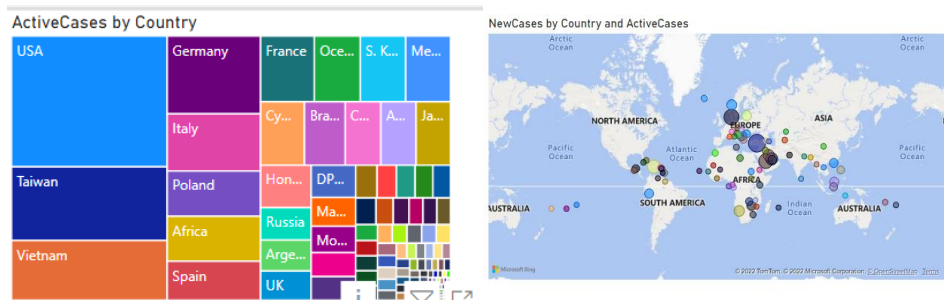 ActiveCases by Country
USA
Taiwan
Vietnam
Germany
Italy
Poland
Africa
Spain
France
Oce...
S. K...
Me...
Cy...
Bra...
C...
A...
Ja...
Hon...
Russia
Arge...
UK
DP...
Ma...
Mo...
NewCases by Country and ActiveCases
Arctic
Ocean
Arctic
Ocean
NORTH AMERICA
EUROPE
ASIA
Pacific
Ocean
Atlantic
Ocean
Pacific
Ocean
AFRICA
AUSTRALIA
SOUTH AMERICA
Indian
Ocean
AUSTRALIA
Microsoft Bing
© 2022 TomTom, © 2022 Microsoft Corporation, © OpenStreetMap Terms